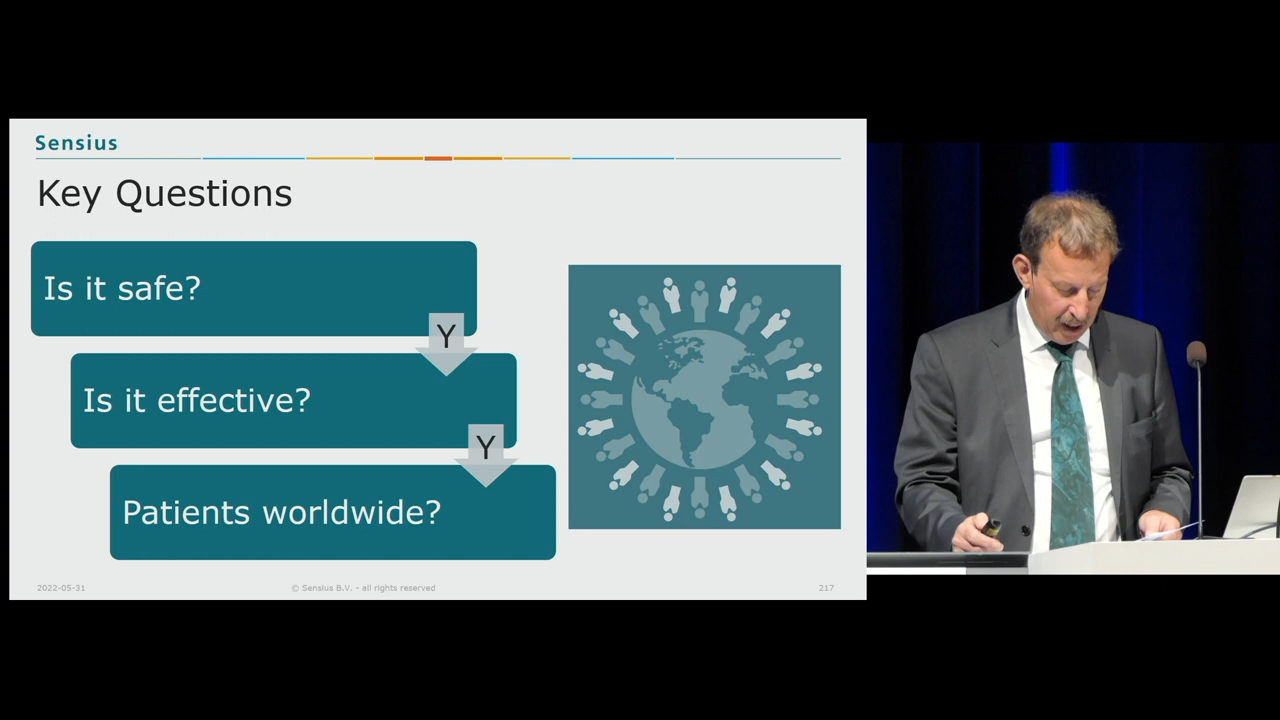 Sensius
Key Questions
Is it safe?
Y
Is it effective?
Y
Patients worldwide?
2022-05-31
© Sensius B.V. - all rights reserved
217